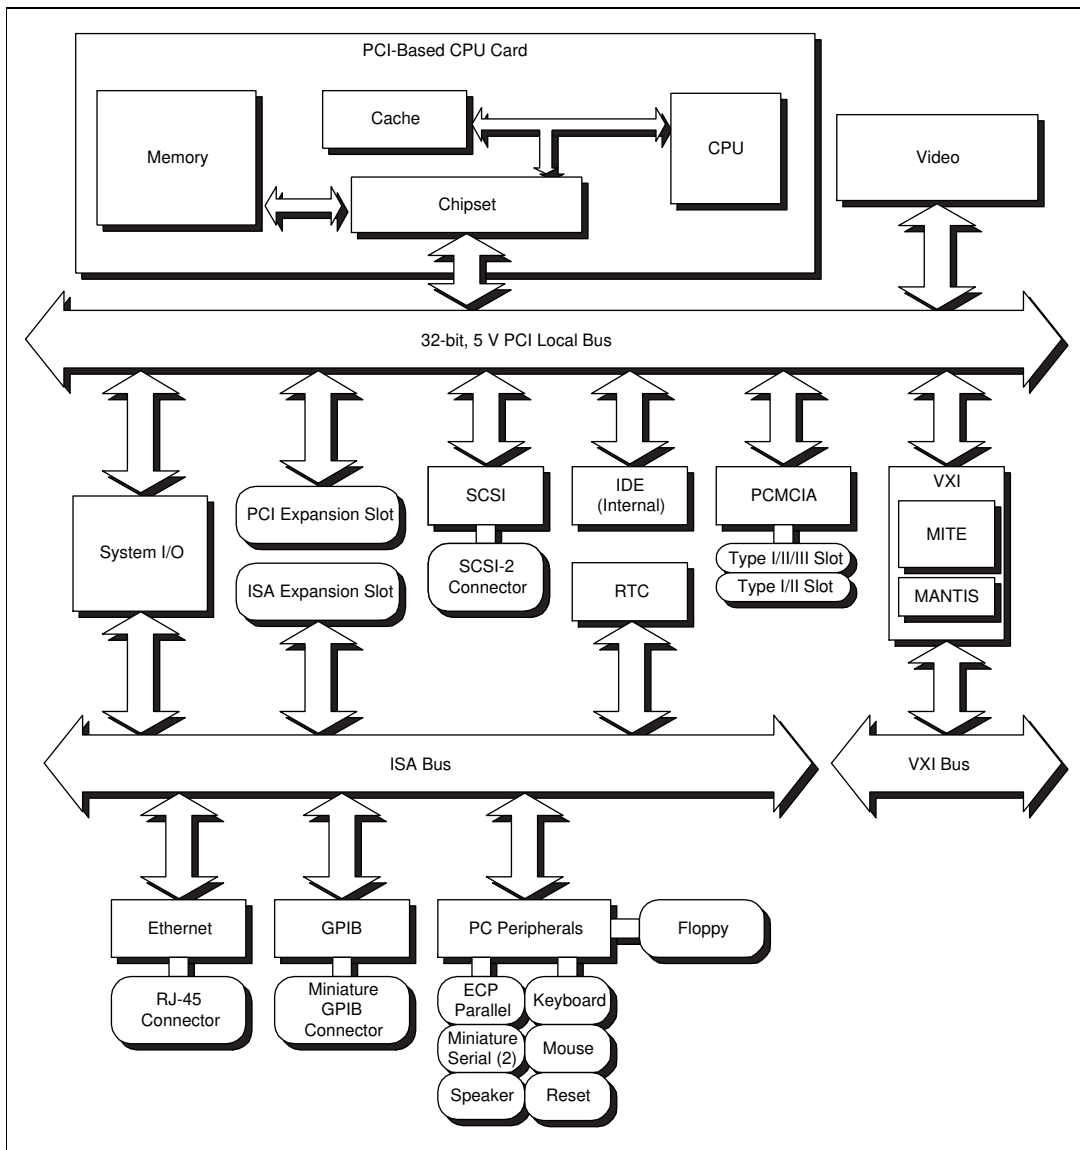 PCI-Based CPU Card
Memory
Cache
CPU
Chipset
Video
32-bit, 5 V PCI Local Bus
System I/O
PCI Expansion Slot
ISA Expansion Slot
SCSI
SCSI-2
Connector
IDE
(Internal)
RTC
PCMCIA
Type I/II/III Slot
Type I/II Slot
VXI
MITE
MANTIS
ISA Bus
VXI Bus
Ethernet
RJ-45
Connector
GPIB
Miniature
GPIB
Connector
PC Peripherals
Floppy
ECP
Parallel
Keyboard
Miniature
Serial (2)
Mouse
Speaker
Reset